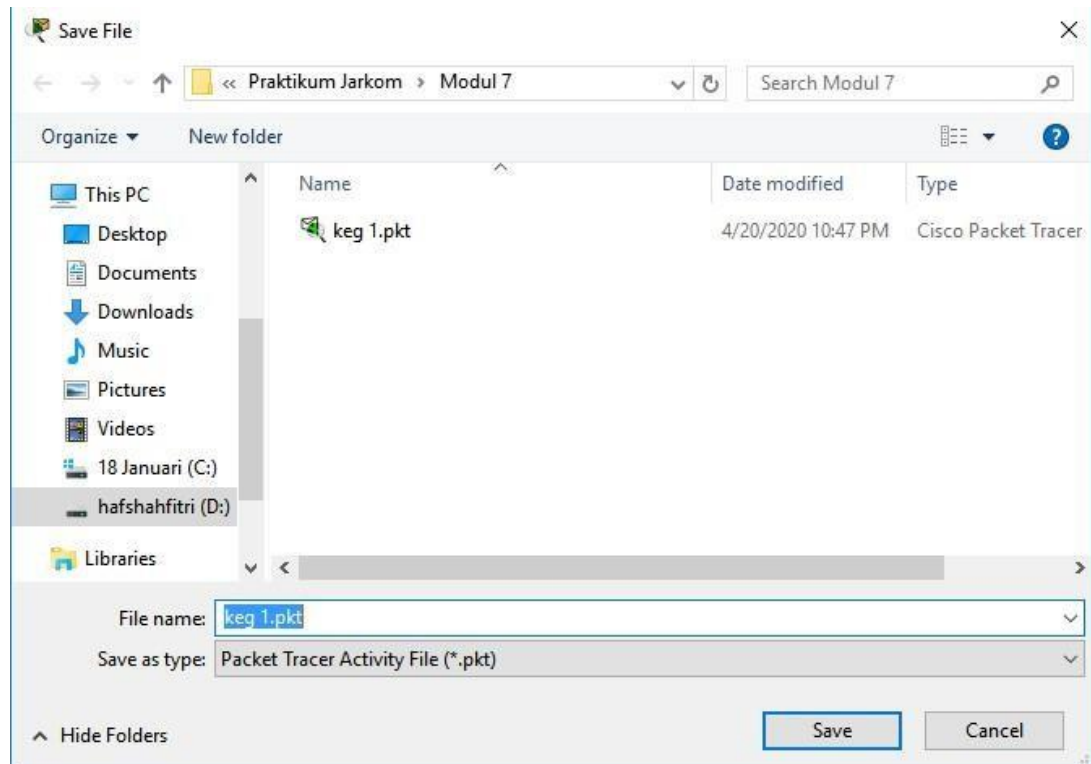 Save File
« Praktikum Jarkom › Modul 7
Search Modul 7
Organize
New folder
Name
Date modified
Type
keg 1.pkt
4/20/2020 10:47 PM
Cisco Packet Tracer
This PC
Desktop
Documents
Downloads
Music
Pictures
Videos
18 Januari (C:)
hafshahfitri (D:)
Libraries
File name: keg 1.pkt
Save as type: Packet Tracer Activity File (*.pkt)
Hide Folders
Save
Cancel